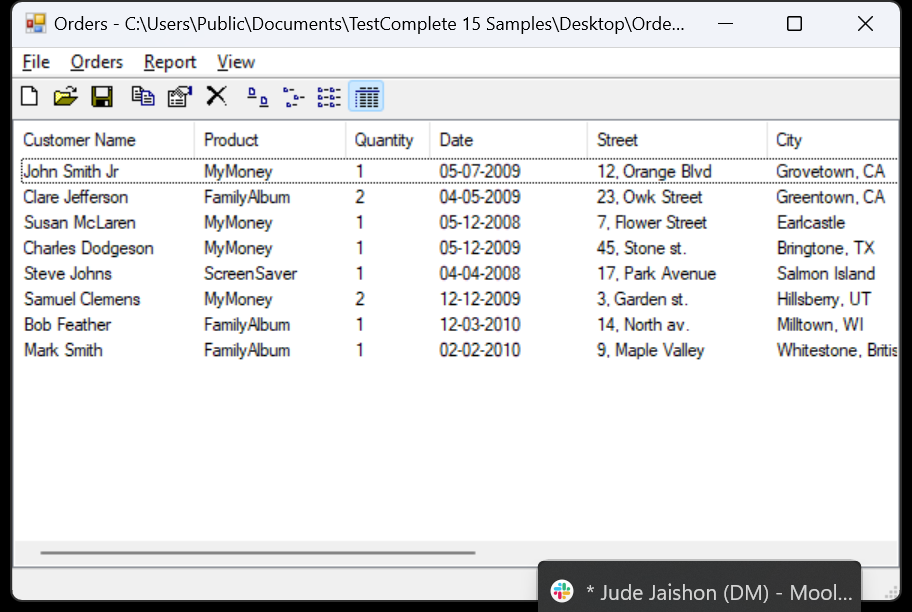 Orders - C:\Users\Public\Documents\TestComplete 15 Samples\Desktop\Orde...
File Orders Report View
Customer Name Product Quantity Date Street City
John Smith Jr MyMoney 1 05-07-2009 12, Orange Blvd Grovetown, CA
Clare Jefferson FamilyAlbum 2 04-05-2009 23, Owk Street Greentown, CA
Susan McLaren MyMoney 1 05-12-2008 7, Flower Street Earlcastle
Charles Dodgeson MyMoney 1 05-12-2009 45, Stone st. Bringtone, TX
Steve Johns ScreenSaver 1 04-04-2008 17, Park Avenue Salmon Island
Samuel Clemens MyMoney 2 12-12-2009 3, Garden st. Hillsberry, UT
Bob Feather FamilyAlbum 1 12-03-2010 14, North av. Milltown, WI
Mark Smith FamilyAlbum 1 02-02-2010 9, Maple Valley Whitestone, Britis
* Jude Jaishon (DM) - Mool...